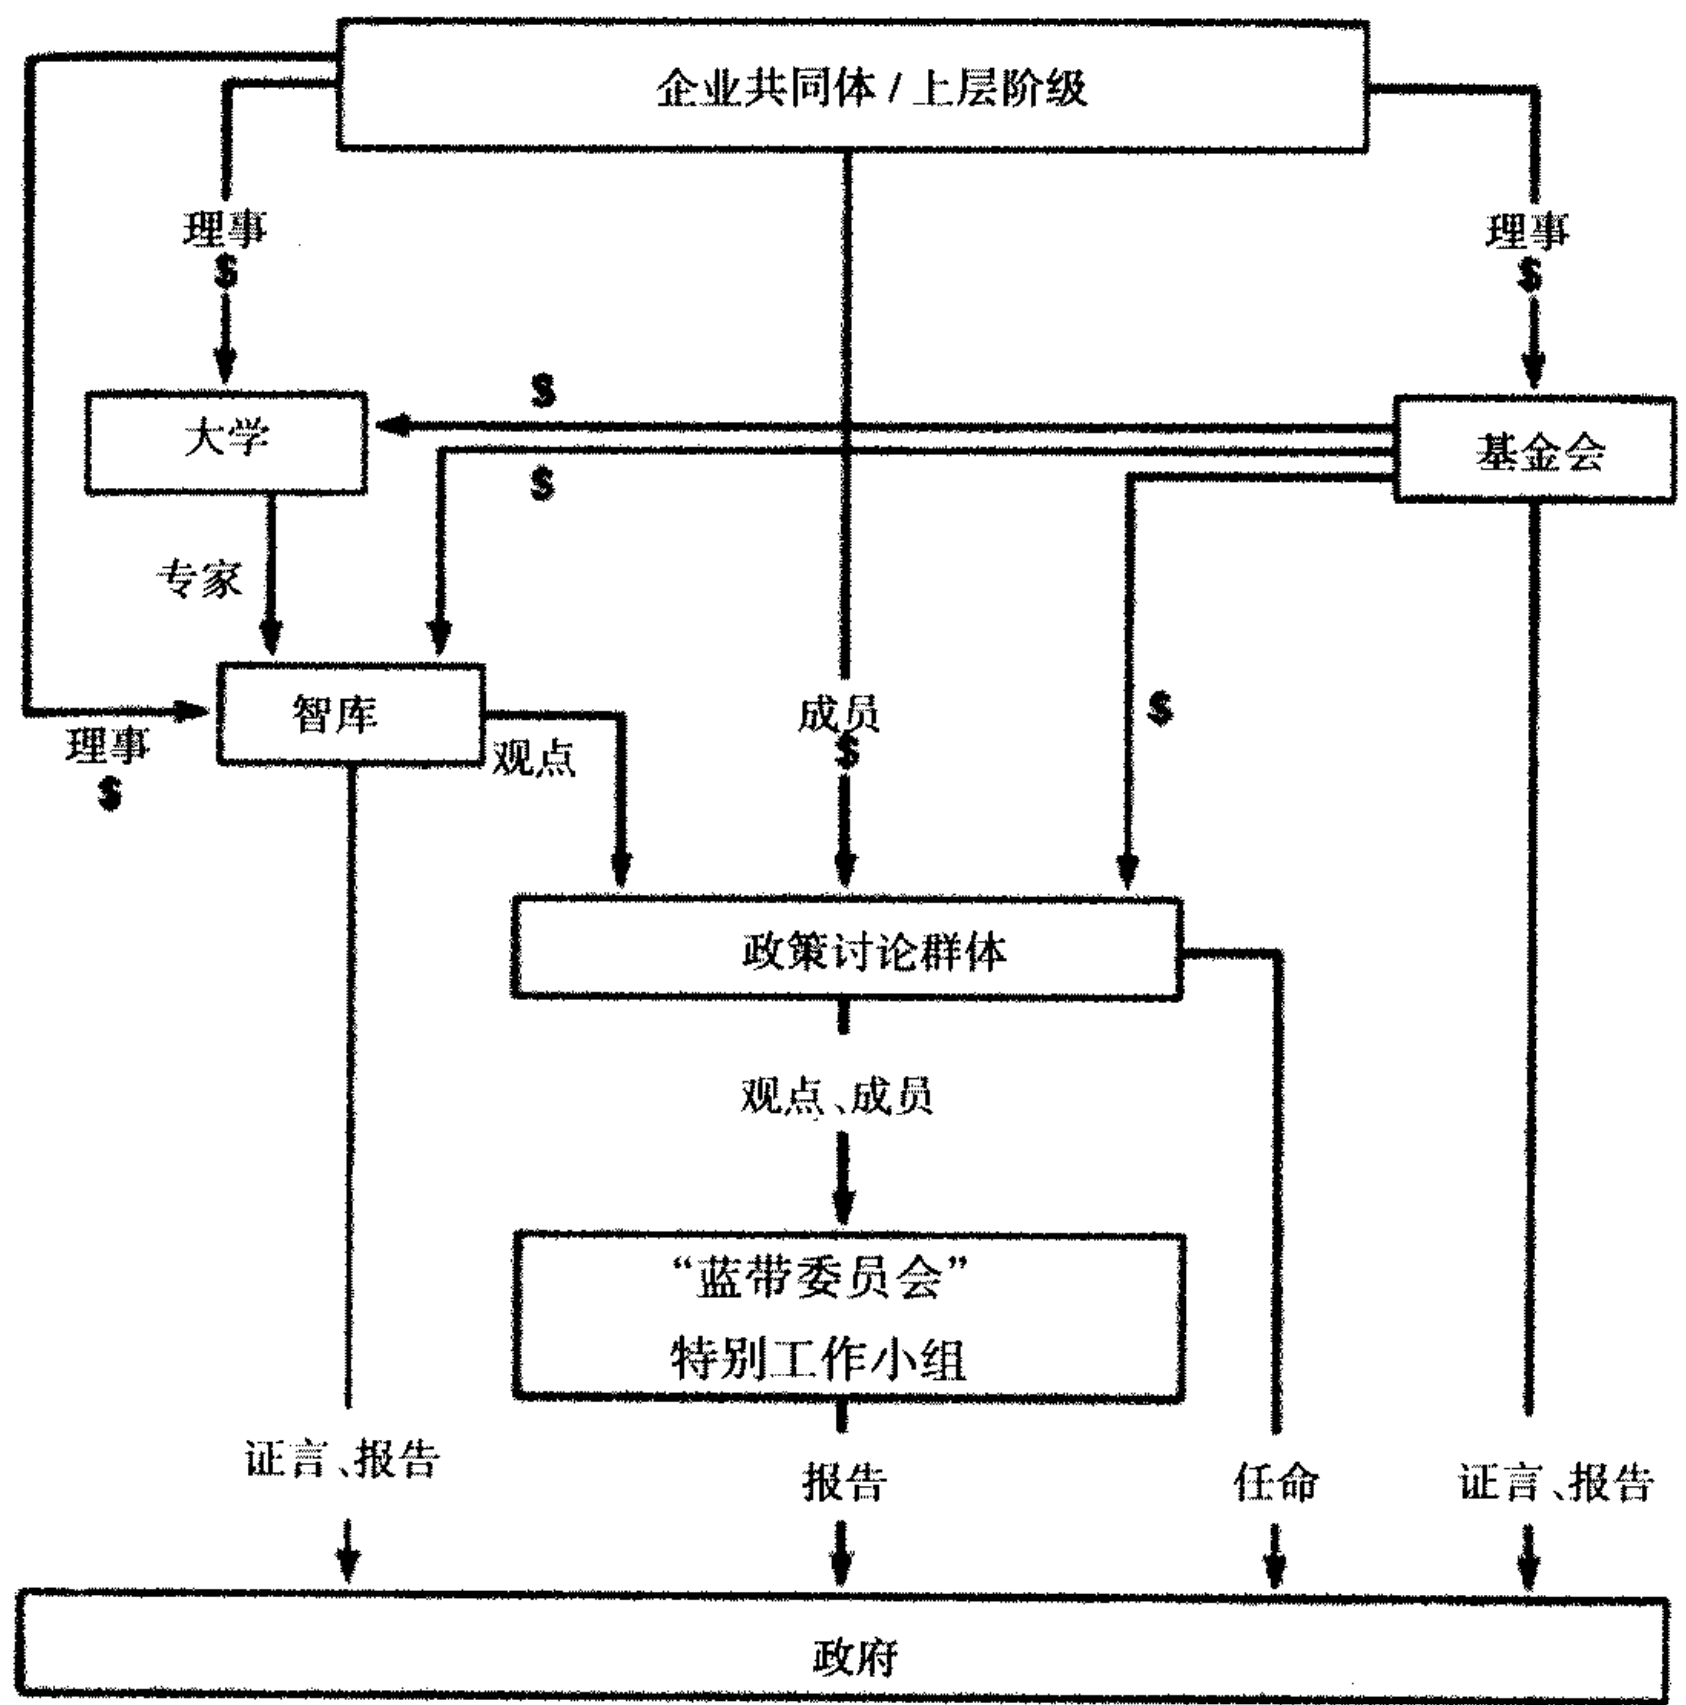 企业共同体 / 上层阶级
理事
$
理事
$
$
大学
基金会
$
专家
智库
成员
$
$
理事
$
观点
政策讨论群体
观点、成员
“蓝带委员会”
特别工作小组
证言、报告
报告
任命
证言、报告
政府